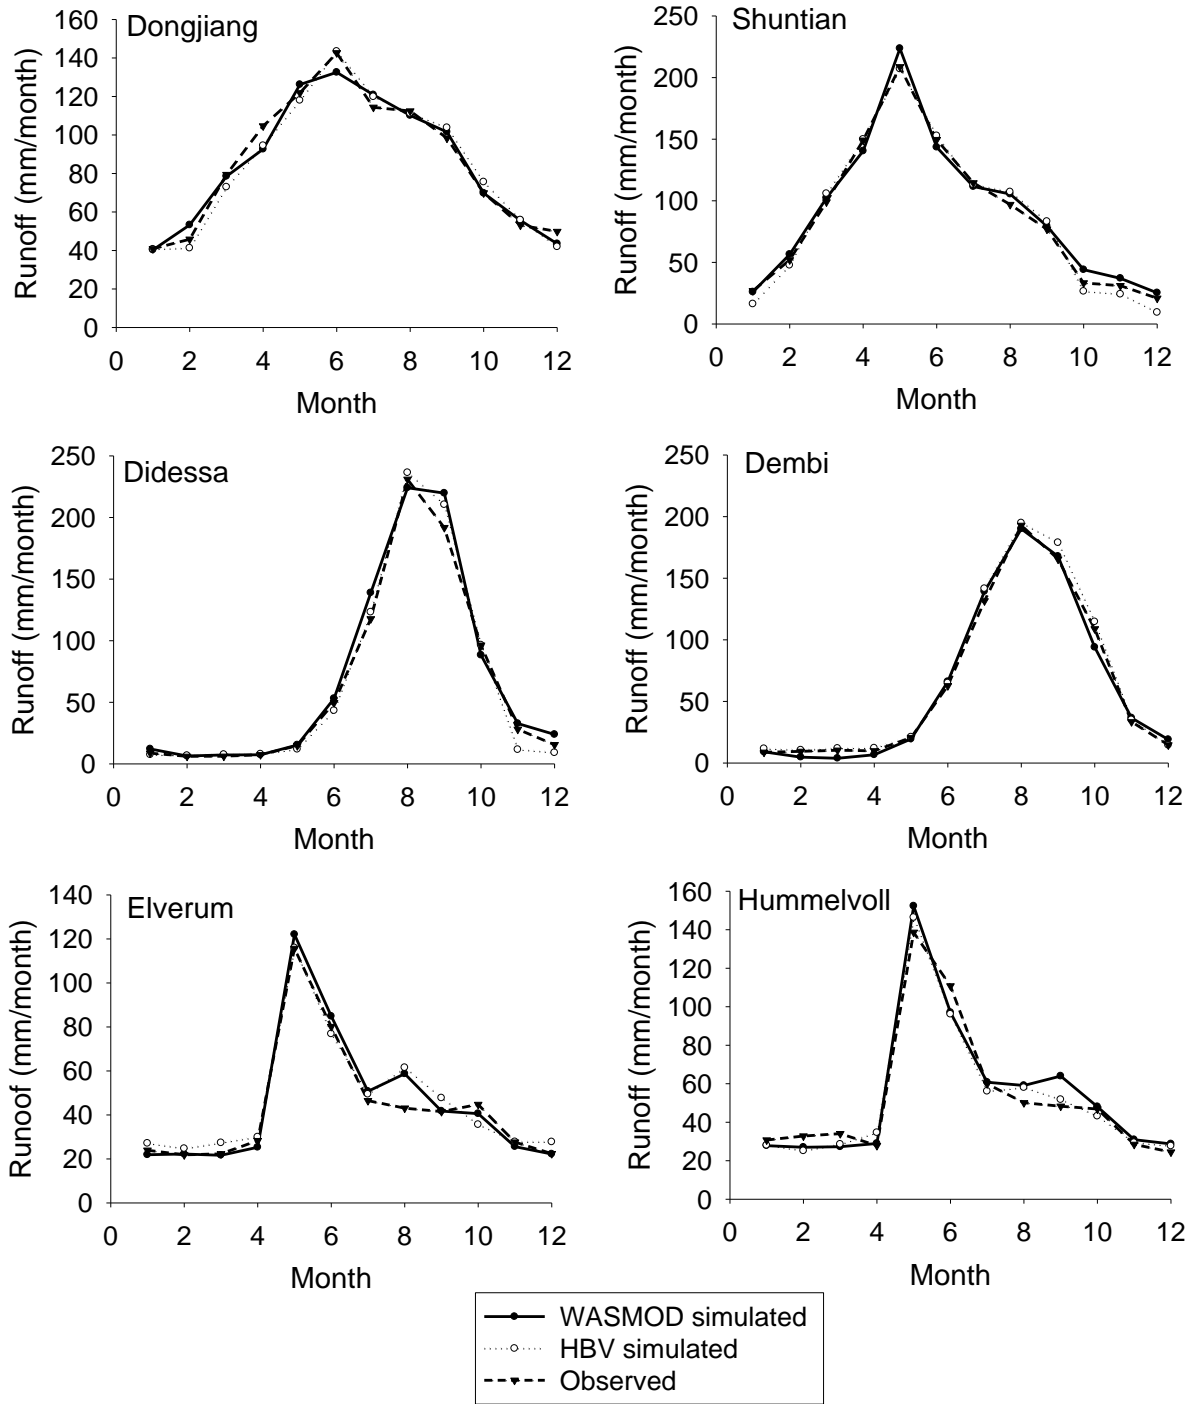 Dongjiang
Runoff (mm/month)
160
140
120
100
80
60
40
20
0
0 2 4 6 8 10 12
Month
Shuntian
Runoff (mm/month)
250
200
150
100
50
0
0 2 4 6 8 10 12
Month
Didessa
Runoff (mm/month)
250
200
150
100
50
0
0 2 4 6 8 10 12
Month
Dembi
Runoff (mm/month)
250
200
150
100
50
0
0 2 4 6 8 10 12
Month
Elverum
Runoof (mm/month)
140
120
100
80
60
40
20
0
0 2 4 6 8 10 12
Month
Hummelvoll
Runoff (mm/month)
160
140
120
100
80
60
40
20
0
0 2 4 6 8 10 12
Month
WASMOD simulated
HBV simulated
Observed